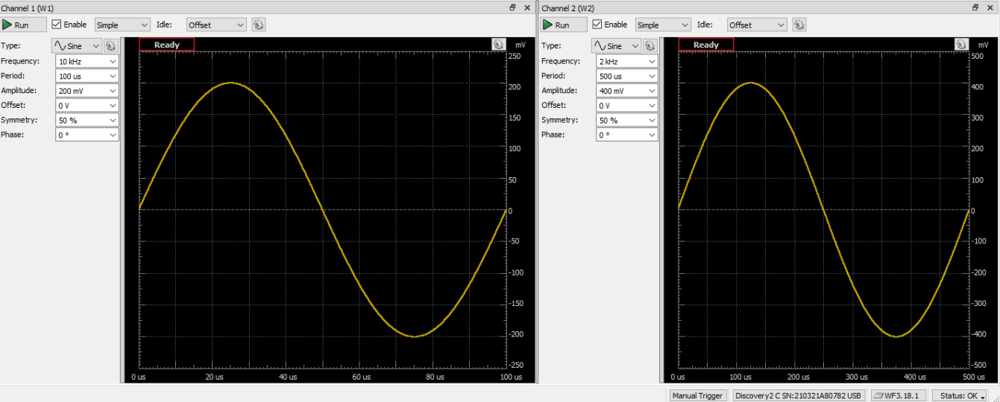 Channel 1 (W1)
Run Enable Simple Idle: Offset
Type: Sine
Frequency: 10 kHz
Period: 100 us
Amplitude: 200 mV
Offset: 0 V
Symmetry: 50 %
Phase: 0 °
Ready mV
250
200
150
100
50
0
-50
-100
-150
-200
-250
0 us 20 us 40 us 60 us 80 us 100 us
Channel 2 (W2)
Run Enable Simple Idle: Offset
Type: Sine
Frequency: 2 kHz
Period: 500 us
Amplitude: 400 mV
Offset: 0 V
Symmetry: 50 %
Phase: 0 °
Ready mV
500
400
300
200
100
0
-100
-200
-300
-400
-500
0 us 100 us 200 us 300 us 400 us 500 us
Manual Trigger Discovery2 C SN:210321A80782 USB WF3.18.1 Status: OK